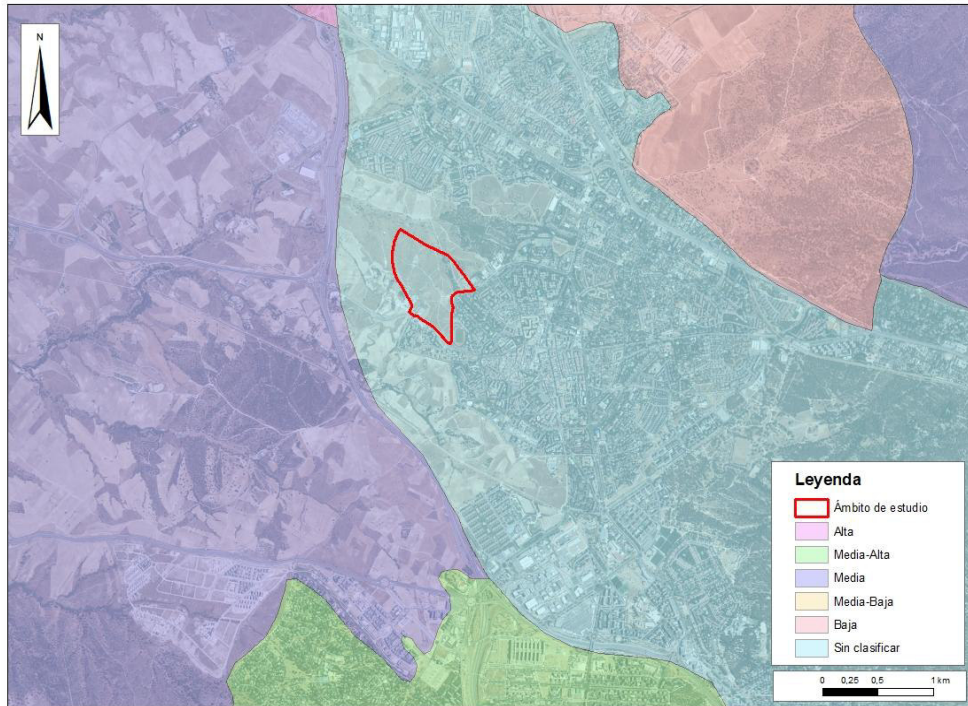 N
Leyenda
Ámbito de estudio
Alta
Media-Alta
Media
Media-Baja
Baja
Sin clasificar
0 0,25 0,5 1 km